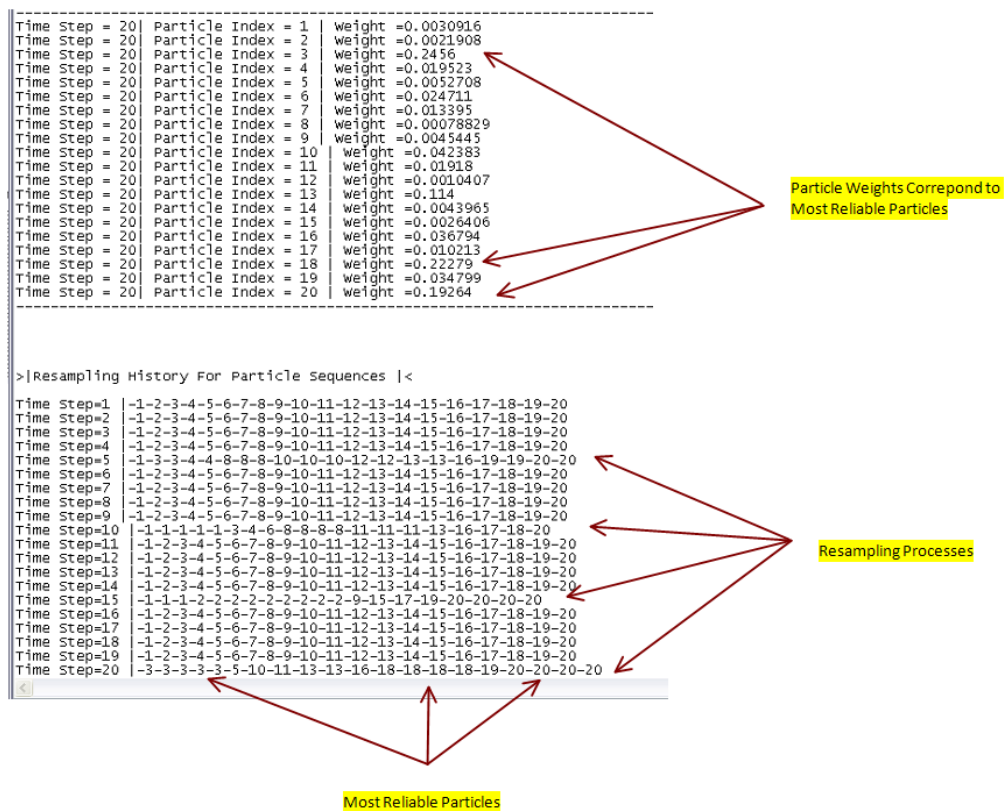 --------------------------------------------------------------------------------
Time Step = 20| Particle Index = 1 | Weight =0.0030916
Time Step = 20| Particle Index = 2 | Weight =0.0021908
Time Step = 20| Particle Index = 3 | Weight =0.2456
Time Step = 20| Particle Index = 4 | Weight =0.019523
Time Step = 20| Particle Index = 5 | Weight =0.0052708
Time Step = 20| Particle Index = 6 | Weight =0.024711
Time Step = 20| Particle Index = 7 | Weight =0.013395
Time Step = 20| Particle Index = 8 | Weight =0.00078829
Time Step = 20| Particle Index = 9 | Weight =0.0045445
Time Step = 20| Particle Index = 10 | Weight =0.042383
Time Step = 20| Particle Index = 11 | Weight =0.01918
Time Step = 20| Particle Index = 12 | Weight =0.0010407
Time Step = 20| Particle Index = 13 | Weight =0.114
Time Step = 20| Particle Index = 14 | Weight =0.0043965
Time Step = 20| Particle Index = 15 | Weight =0.0026406
Time Step = 20| Particle Index = 16 | Weight =0.036794
Time Step = 20| Particle Index = 17 | Weight =0.010213
Time Step = 20| Particle Index = 18 | Weight =0.22279
Time Step = 20| Particle Index = 19 | Weight =0.034799
Time Step = 20| Particle Index = 20 | Weight =0.19264
--------------------------------------------------------------------------------
Particle Weights Correpond to
Most Reliable Particles
>|Resampling History For Particle Sequences |<
Time Step=1 |-1-2-3-4-5-6-7-8-9-10-11-12-13-14-15-16-17-18-19-20
Time Step=2 |-1-2-3-4-5-6-7-8-9-10-11-12-13-14-15-16-17-18-19-20
Time Step=3 |-1-2-3-4-5-6-7-8-9-10-11-12-13-14-15-16-17-18-19-20
Time Step=4 |-1-2-3-4-5-6-7-8-9-10-11-12-13-14-15-16-17-18-19-20
Time Step=5 |-1-3-3-4-4-8-8-8-10-10-10-12-12-13-13-16-19-19-20-20
Time Step=6 |-1-2-3-4-5-6-7-8-9-10-11-12-13-14-15-16-17-18-19-20
Time Step=7 |-1-2-3-4-5-6-7-8-9-10-11-12-13-14-15-16-17-18-19-20
Time Step=8 |-1-2-3-4-5-6-7-8-9-10-11-12-13-14-15-16-17-18-19-20
Time Step=9 |-1-2-3-4-5-6-7-8-9-10-11-12-13-14-15-16-17-18-19-20
Time Step=10 |-1-1-1-1-1-3-4-6-8-8-8-8-11-11-11-13-16-17-18-20
Time Step=11 |-1-2-3-4-5-6-7-8-9-10-11-12-13-14-15-16-17-18-19-20
Time Step=12 |-1-2-3-4-5-6-7-8-9-10-11-12-13-14-15-16-17-18-19-20
Time Step=13 |-1-2-3-4-5-6-7-8-9-10-11-12-13-14-15-16-17-18-19-20
Time Step=14 |-1-2-3-4-5-6-7-8-9-10-11-12-13-14-15-16-17-18-19-20
Time Step=15 |-1-1-1-2-2-2-2-2-2-2-2-2-9-15-17-19-20-20-20-20
Time Step=16 |-1-2-3-4-5-6-7-8-9-10-11-12-13-14-15-16-17-18-19-20
Time Step=17 |-1-2-3-4-5-6-7-8-9-10-11-12-13-14-15-16-17-18-19-20
Time Step=18 |-1-2-3-4-5-6-7-8-9-10-11-12-13-14-15-16-17-18-19-20
Time Step=19 |-1-2-3-4-5-6-7-8-9-10-11-12-13-14-15-16-17-18-19-20
Time Step=20 |-3-3-3-3-3-5-10-11-13-13-16-18-18-18-18-19-20-20-20-20
Resampling Processes
Most Reliable Particles